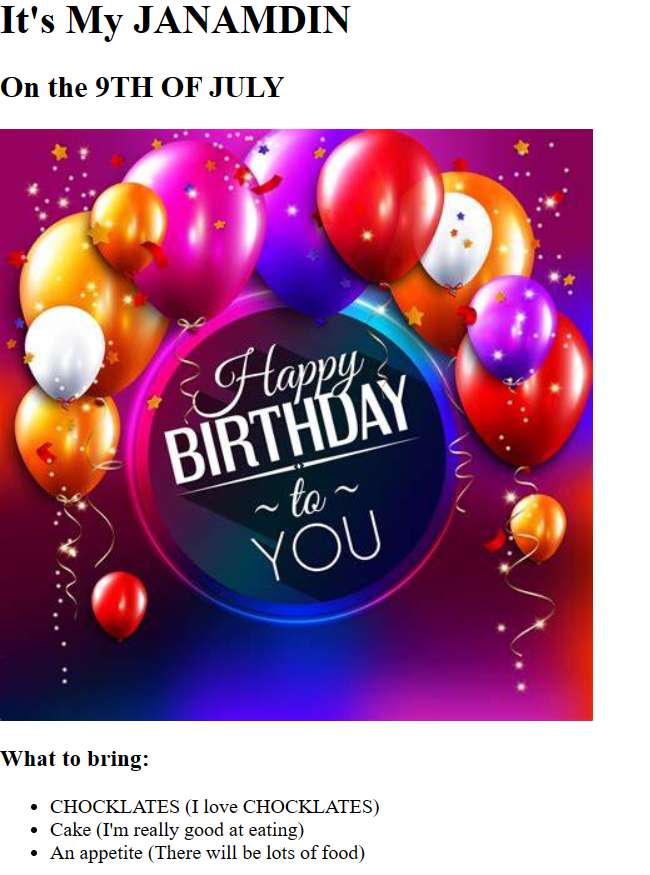 It's My JANAMDIN
On the 9TH OF JULY
Happy
BIRTHDAY
~ to ~
YOU
What to bring:
• CHOCKLATES (I love CHOCKLATES)
• Cake (I'm really good at eating)
• An appetite (There will be lots of food)